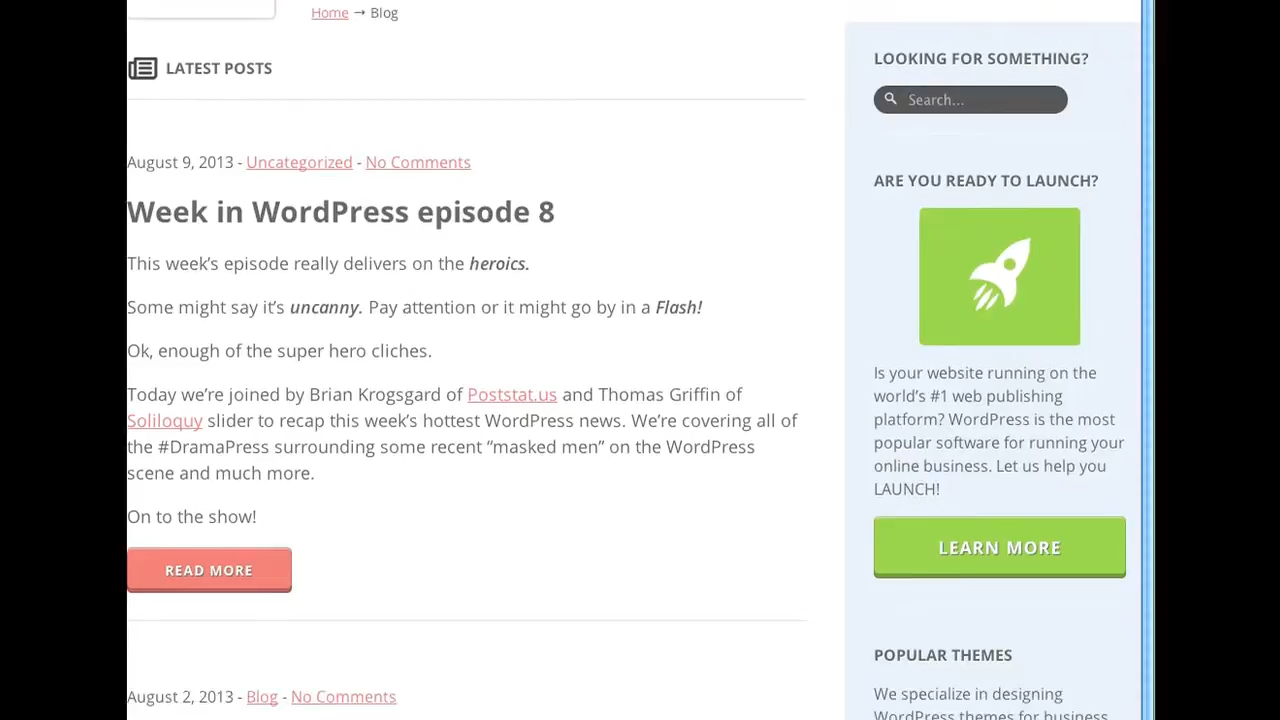 Home → Blog
LATEST POSTS
August 9, 2013 - Uncategorized - No Comments
Week in WordPress episode 8
This week’s episode really delivers on the heroics.
Some might say it’s uncanny. Pay attention or it might go by in a Flash!
Ok, enough of the super hero cliches.
Today we’re joined by Brian Krogsgard of Poststat.us and Thomas Griffin of
Soliloquy slider to recap this week’s hottest WordPress news. We’re covering all of
the #DramaPress surrounding some recent “masked men” on the WordPress
scene and much more.
On to the show!
READ MORE
August 2, 2013 - Blog - No Comments
LOOKING FOR SOMETHING?
Search...
ARE YOU READY TO LAUNCH?
Is your website running on the
world’s #1 web publishing
platform? WordPress is the most
popular software for running your
online business. Let us help you
LAUNCH!
LEARN MORE
POPULAR THEMES
We specialize in designing
WordPress themes for business